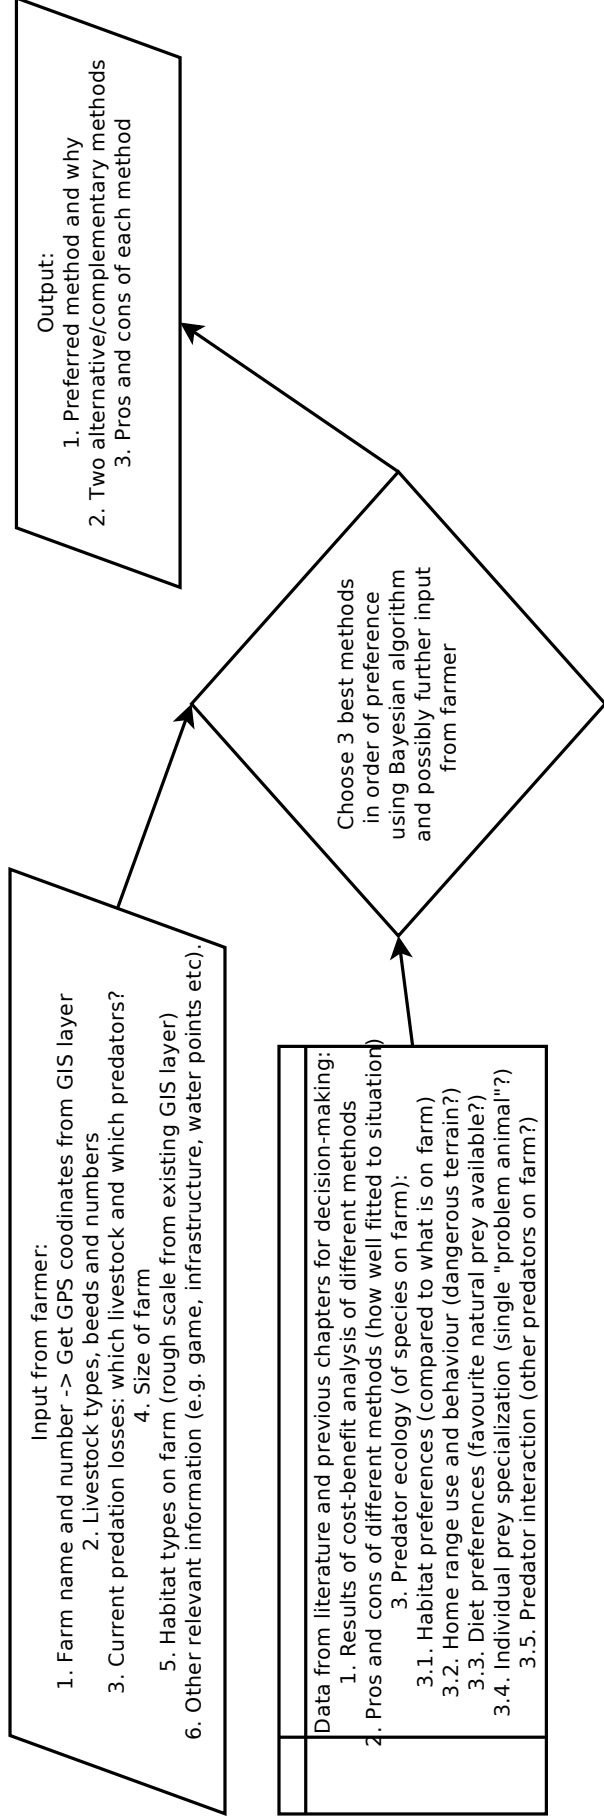 Input from farmer:
1. Farm name and number -> Get GPS coodinates from GIS layer
2. Livestock types, beeds and numbers
3. Current predation losses: which livestock and which predators?
4. Size of farm
5. Habitat types on farm (rough scale from existing GIS layer)
6. Other relevant information (e.g. game, infrastructure, water points etc).
Data from literature and previous chapters for decision-making:
1. Results of cost-benefit analysis of different methods
2. Pros and cons of different methods (how well fitted to situation)
3. Predator ecology (of species on farm):
3.1. Habitat preferences (compared to what is on farm)
3.2. Home range use and behaviour (dangerous terrain?)
3.3. Diet preferences (favourite natural prey available?)
3.4. Individual prey specialization (single "problem animal"?)
3.5. Predator interaction (other predators on farm?)
Choose 3 best methods
in order of preference
using Bayesian algorithm
and possibly further input
from farmer
Output:
1. Preferred method and why
2. Two alternative/complementary methods
3. Pros and cons of each method